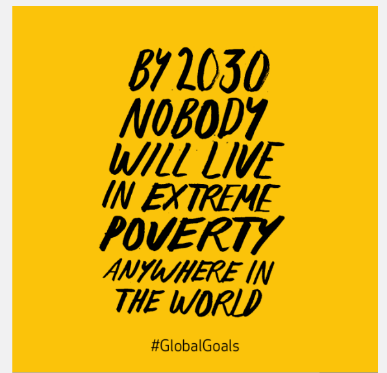 BY 2030
NOBODY
WILL LIVE
IN EXTREME
POVERTY
ANYWHERE IN
THE WORLD
#GlobalGoals